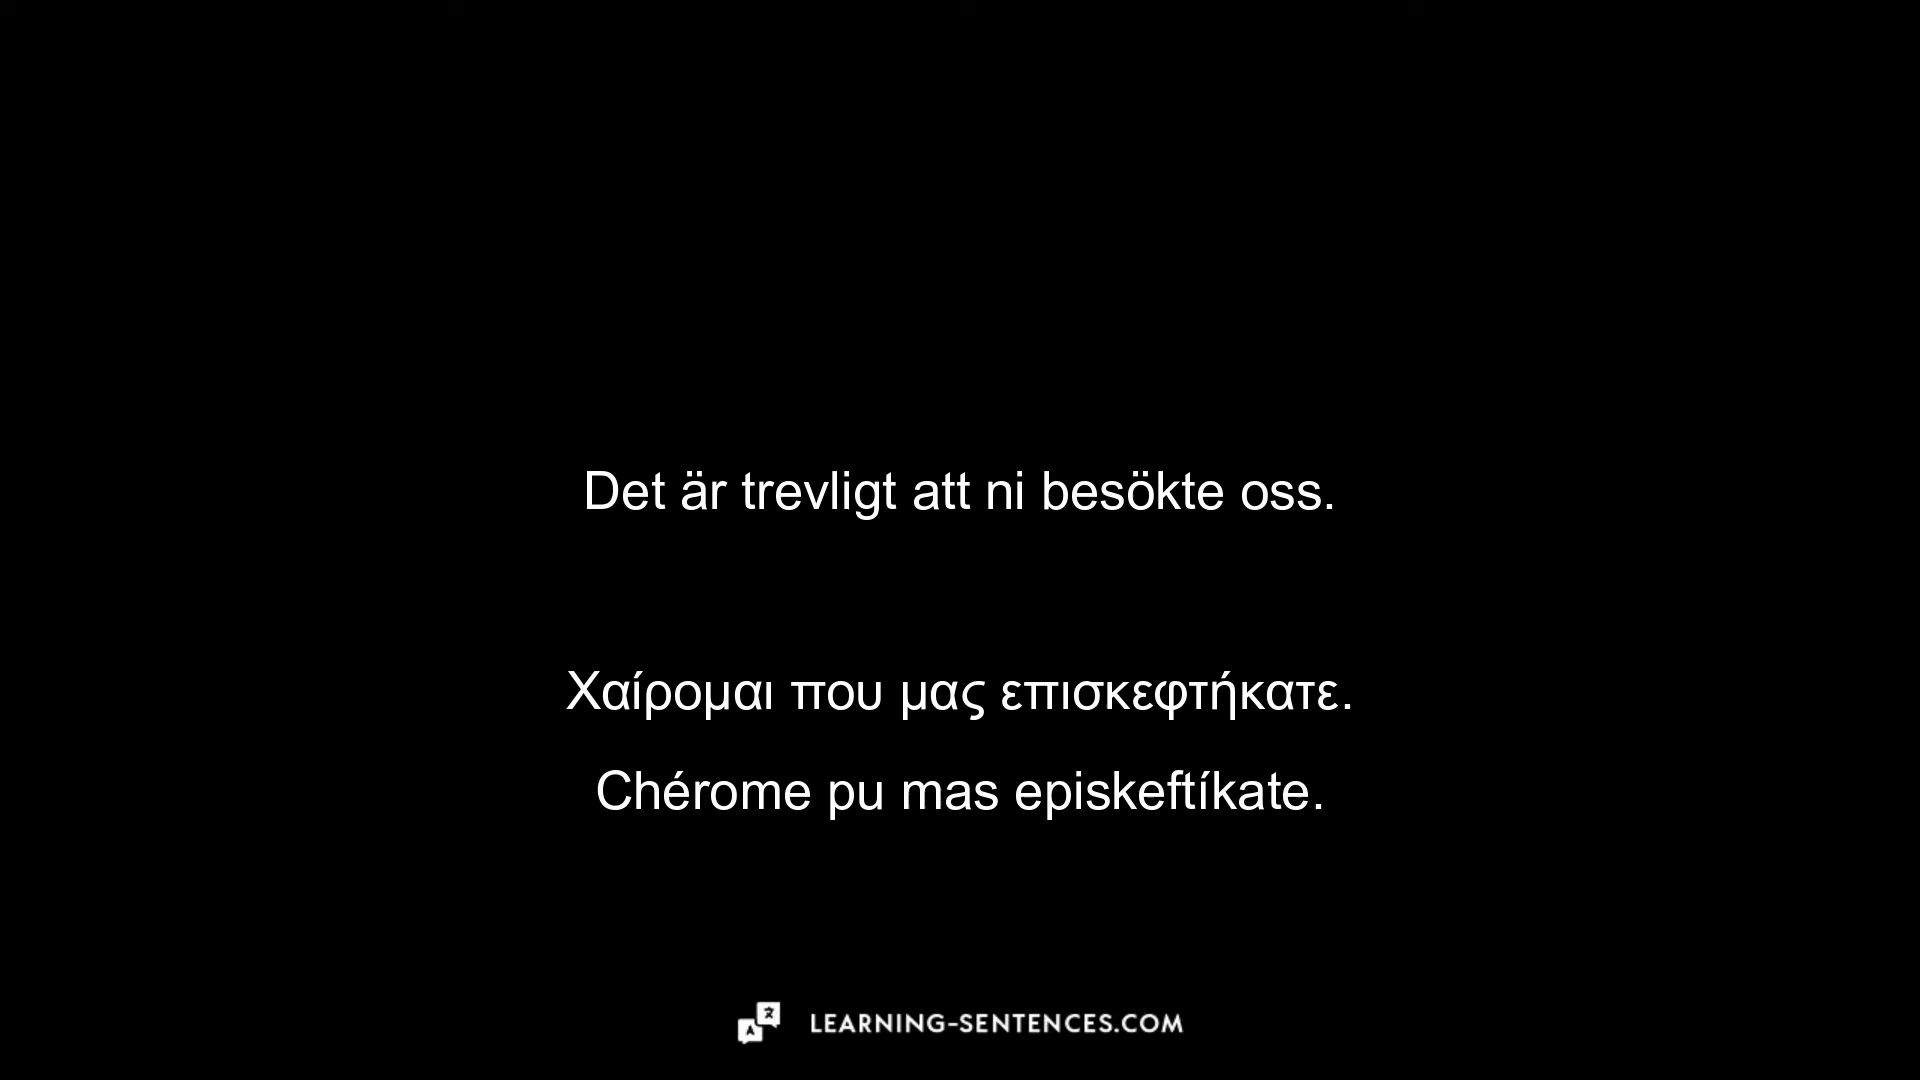 Det är trevligt att ni besökte oss.
Χαίρομαι που μας επισκεφτήκατε.
Chérome pu mas episkeftíkate.
LEARNING-SENTENCES.COM